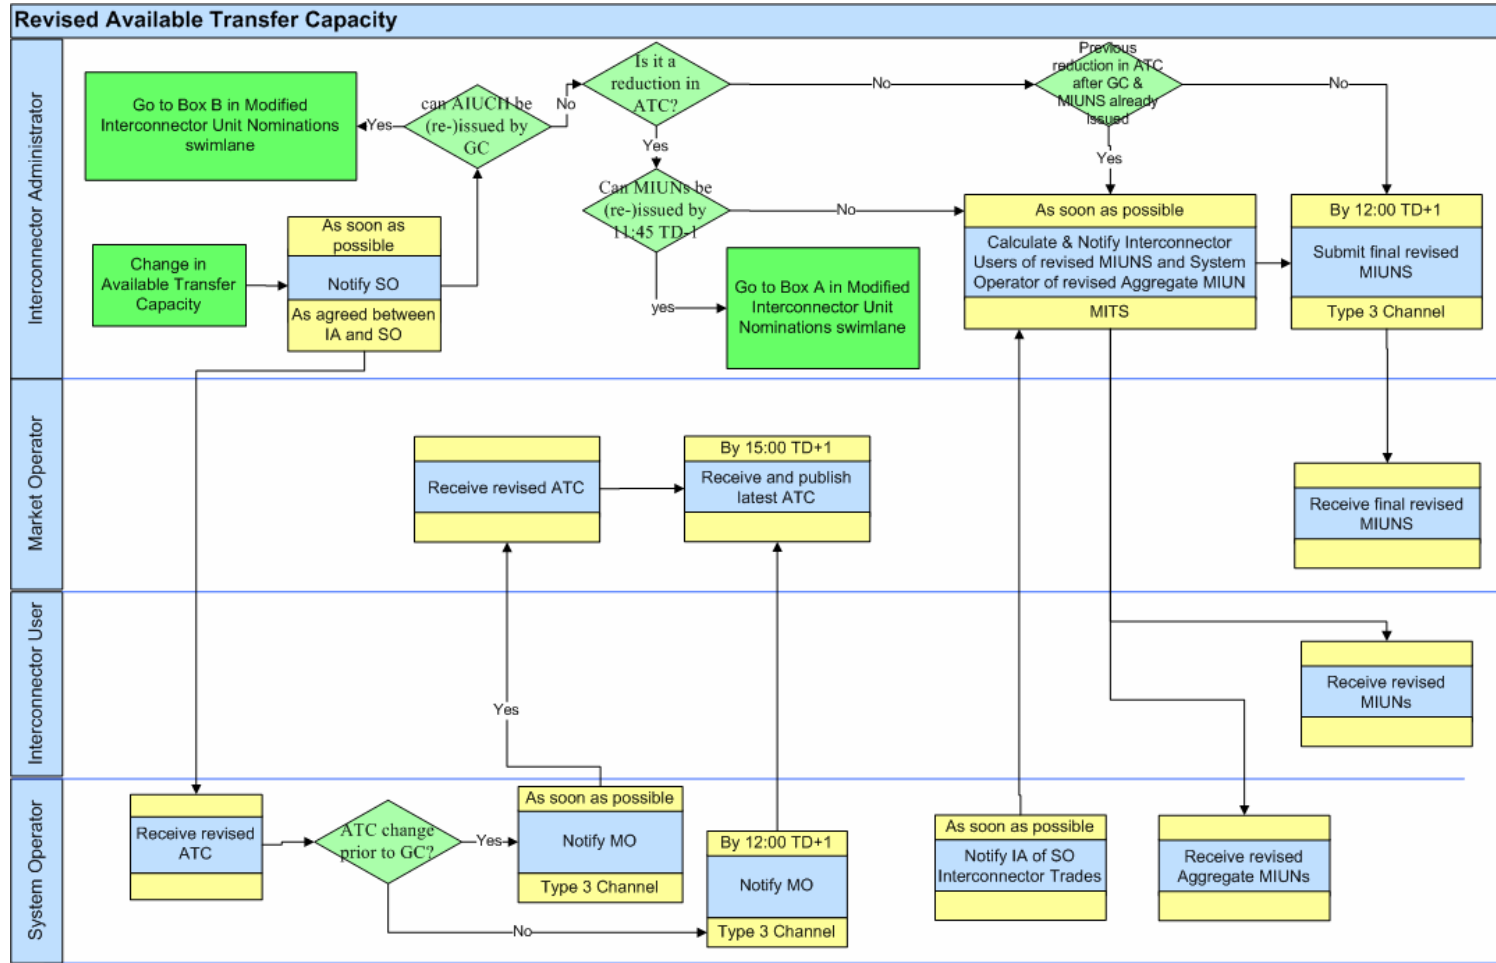 Revised Available Transfer Capacity
Interconnector Administrator
Go to Box B in Modified
Interconnector Unit Nominations
swimlane
Yes
can AIUCH be
(re-)issued by
GC
No
Is it a
reduction in
ATC?
No
Previous
reduction in ATC
after GC &
MIUNS already
issued
No
Yes
Yes
Can MIUNs be
(re-)issued by
11:45 TD-1
No
yes
Go to Box A in Modified
Interconnector Unit
Nominations swimlane
Change in
Available Transfer
Capacity
As soon as
possible
Notify SO
As agreed between
IA and SO
As soon as possible
Calculate & Notify Interconnector
Users of revised MIUNS and System
Operator of revised Aggregate MIUN
MITS
By 12:00 TD+1
Submit final revised
MIUNS
Type 3 Channel
Market Operator
Receive revised ATC
By 15:00 TD+1
Receive and publish
latest ATC
Receive final revised
MIUNS
Interconnector User
Yes
Receive revised
MIUNs
System Operator
Receive revised
ATC
ATC change
prior to GC?
Yes
No
As soon as possible
Notify MO
Type 3 Channel
By 12:00 TD+1
Notify MO
Type 3 Channel
As soon as possible
Notify IA of SO
Interconnector Trades
Receive revised
Aggregate MIUNs